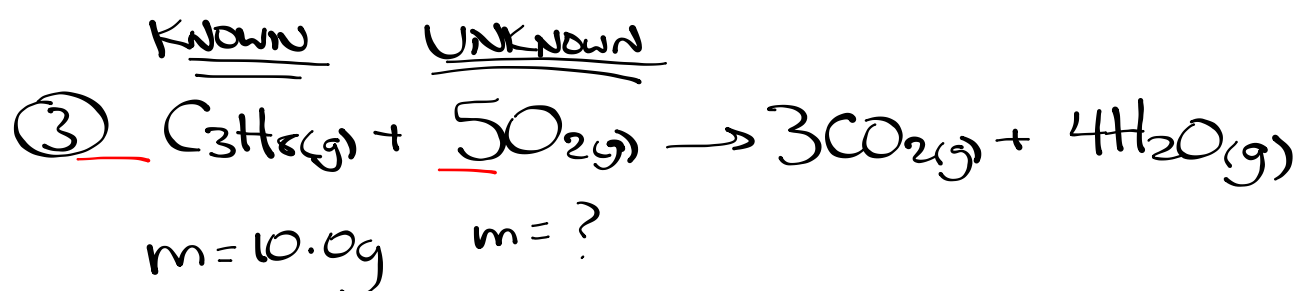 KNOWN UNKNOWN
③ C₃H₈(g) + 5O₂(g) → 3CO₂(g) + 4H₂O(g)
m = 10.0g m = ?